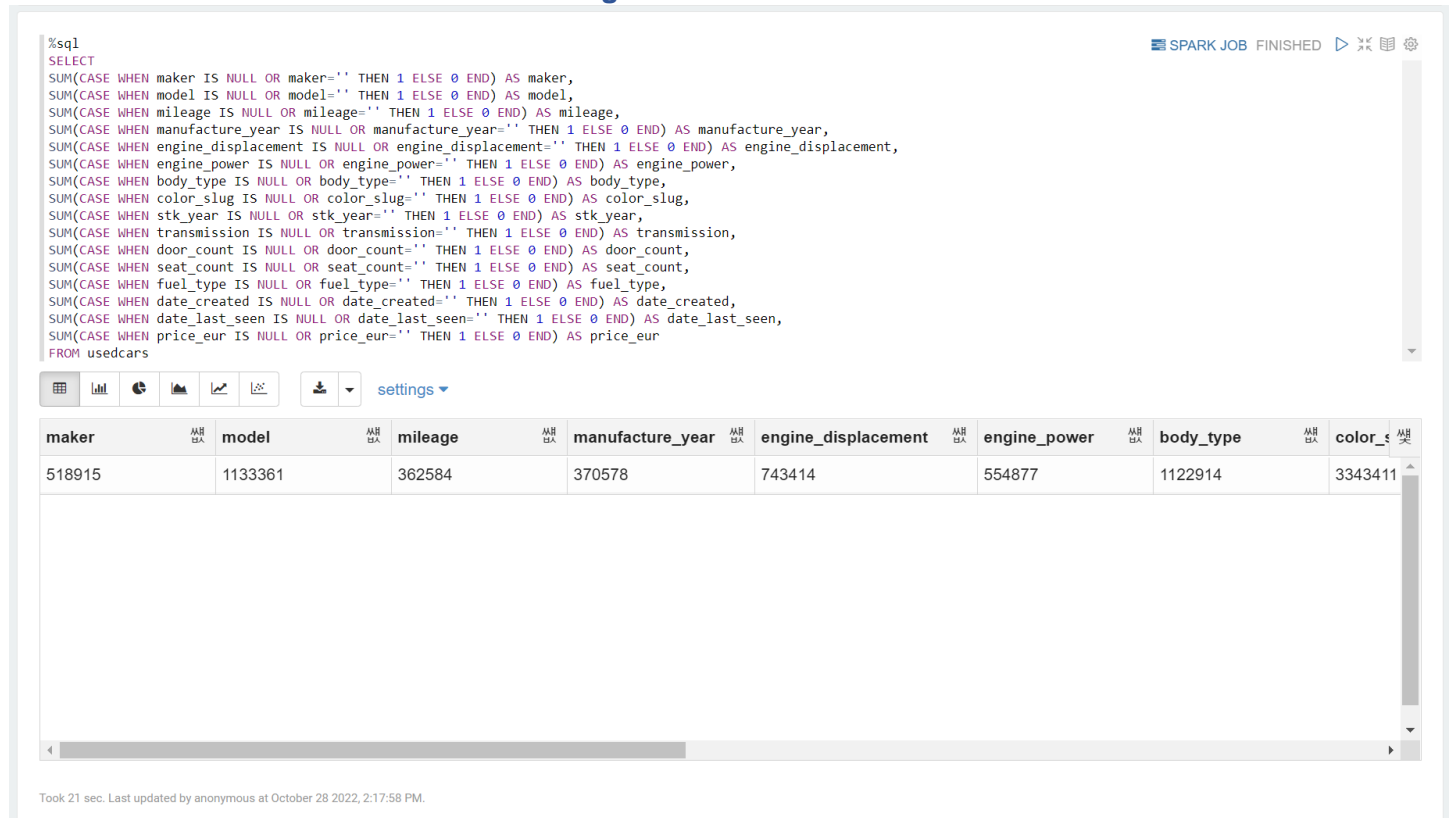 %sql
SPARK JOB FINISHED
SELECT
SUM(CASE WHEN maker IS NULL OR maker='' THEN 1 ELSE 0 END) AS maker,
SUM(CASE WHEN model IS NULL OR model='' THEN 1 ELSE 0 END) AS model,
SUM(CASE WHEN mileage IS NULL OR mileage='' THEN 1 ELSE 0 END) AS mileage,
SUM(CASE WHEN manufacture_year IS NULL OR manufacture_year='' THEN 1 ELSE 0 END) AS manufacture_year,
SUM(CASE WHEN engine_displacement IS NULL OR engine_displacement='' THEN 1 ELSE 0 END) AS engine_displacement,
SUM(CASE WHEN engine_power IS NULL OR engine_power='' THEN 1 ELSE 0 END) AS engine_power,
SUM(CASE WHEN body_type IS NULL OR body_type='' THEN 1 ELSE 0 END) AS body_type,
SUM(CASE WHEN color_slug IS NULL OR color_slug='' THEN 1 ELSE 0 END) AS color_slug,
SUM(CASE WHEN stk_year IS NULL OR stk_year='' THEN 1 ELSE 0 END) AS stk_year,
SUM(CASE WHEN transmission IS NULL OR transmission='' THEN 1 ELSE 0 END) AS transmission,
SUM(CASE WHEN door_count IS NULL OR door_count='' THEN 1 ELSE 0 END) AS door_count,
SUM(CASE WHEN seat_count IS NULL OR seat_count='' THEN 1 ELSE 0 END) AS seat_count,
SUM(CASE WHEN fuel_type IS NULL OR fuel_type='' THEN 1 ELSE 0 END) AS fuel_type,
SUM(CASE WHEN date_created IS NULL OR date_created='' THEN 1 ELSE 0 END) AS date_created,
SUM(CASE WHEN date_last_seen IS NULL OR date_last_seen='' THEN 1 ELSE 0 END) AS date_last_seen,
SUM(CASE WHEN price_eur IS NULL OR price_eur='' THEN 1 ELSE 0 END) AS price_eur
FROM usedcars
settings
maker model mileage manufacture_year engine_displacement engine_power body_type
518915 1133361 362584 370578 743414 554877 1122914 3343411
Took 21 sec. Last updated by anonymous at October 28 2022, 2:17:58 PM.